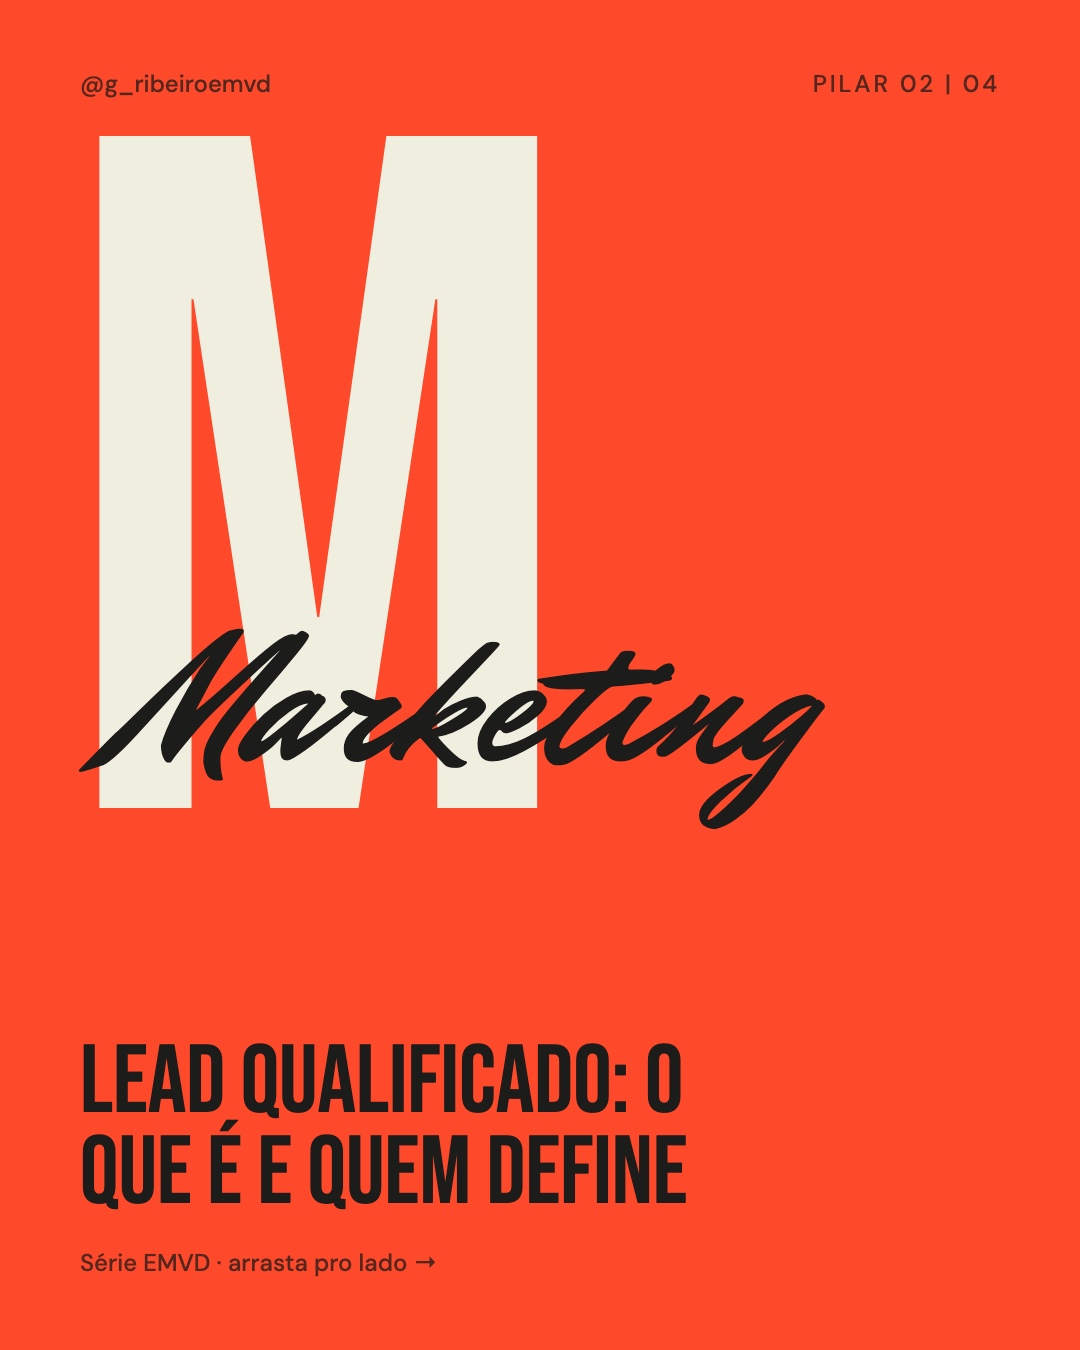 @g_ribeiroemvd
PILAR 02 | 04
M
Marketing
LEAD QUALIFICADO: O
QUE É E QUEM DEFINE
Série EMVD · arrasta pro lado →